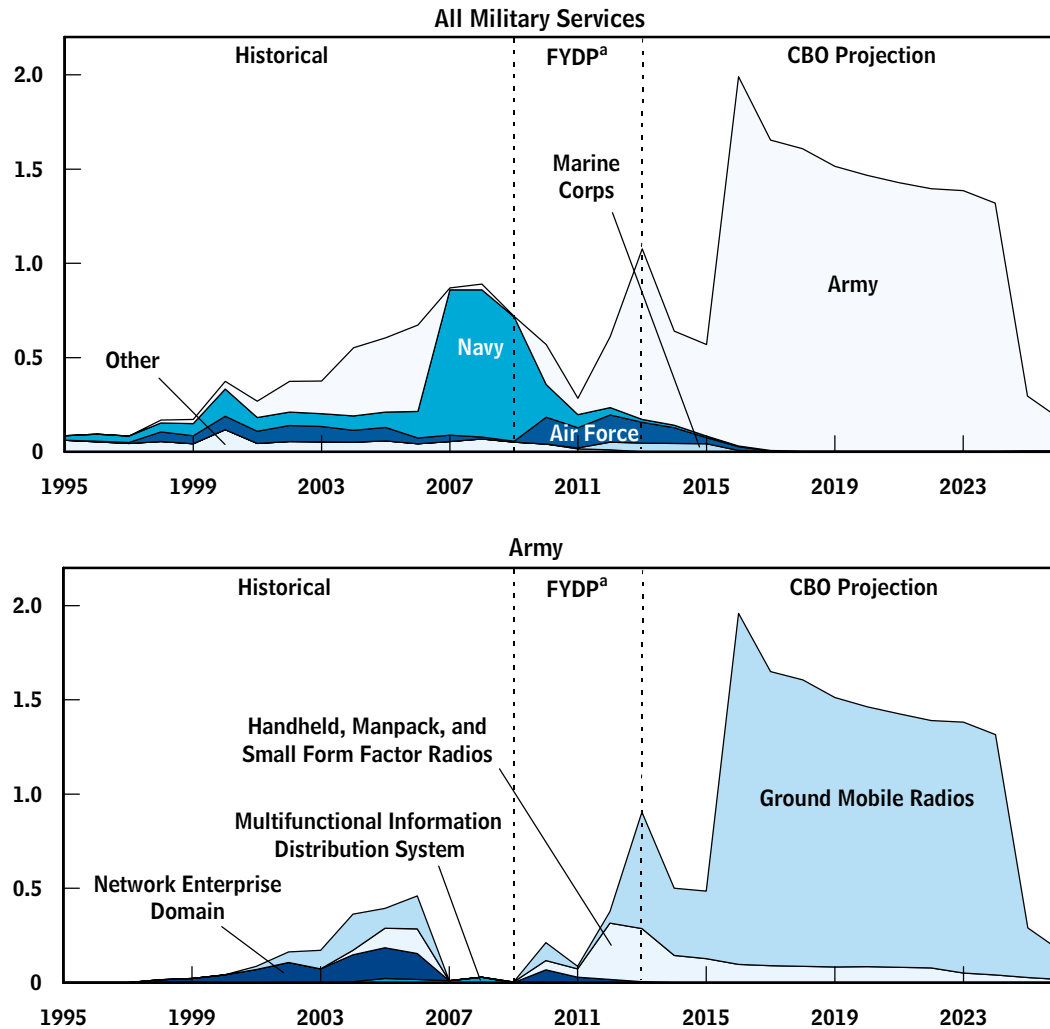 All Military Services
Historical
FYDPa
CBO Projection
2.0
1.5
1.0
0.5
0
Marine
Corps
Army
Navy
Other
Air Force
1995 1999 2003 2007 2011 2015 2019 2023
Army
Historical
FYDPa
CBO Projection
2.0
1.5
1.0
0.5
0
Handheld, Manpack, and
Small Form Factor Radios
Ground Mobile Radios
Multifunctional Information
Distribution System
Network Enterprise
Domain
1995 1999 2003 2007 2011 2015 2019 2023